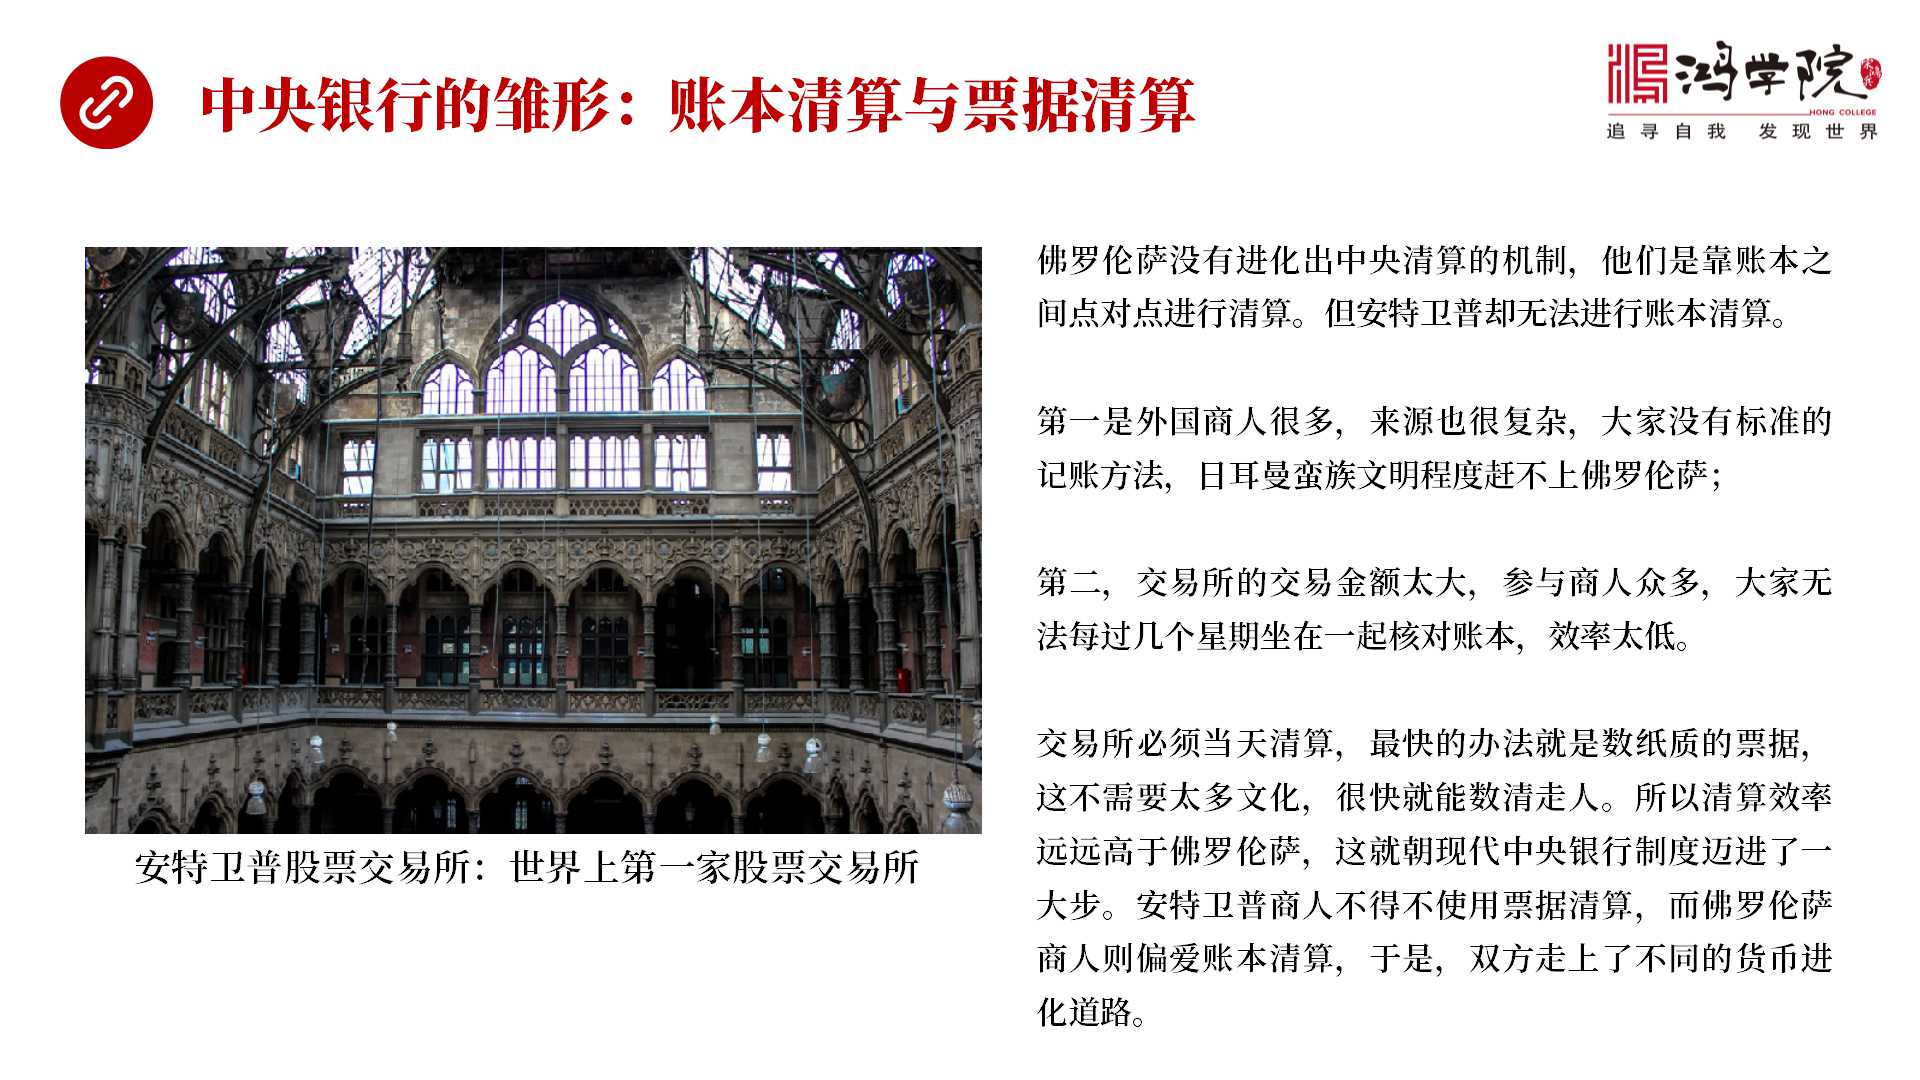 中央银行的雏形：账本清算与票据清算
鸿学院
HONG COLLEGE
追寻自我 发现世界
佛罗伦萨没有进化出中央清算的机制，他们是靠账本之
间点对点进行清算。但安特卫普却无法进行账本清算。
第一是外国商人很多，来源也很复杂，大家没有标准的
记账方法，日耳曼蛮族文明程度赶不上佛罗伦萨；
第二，交易所的交易金额太大，参与商人众多，大家无
法每过几个星期坐在一起核对账本，效率太低。
交易所必须当天清算，最快的办法就是数纸质的票据，
这不需要太多文化，很快就能数清走人。所以清算效率
远远高于佛罗伦萨，这就朝现代中央银行制度迈进了一
大步。安特卫普商人不得不使用票据清算，而佛罗伦萨
商人则偏爱账本清算，于是，双方走上了不同的货币进
化道路。
安特卫普股票交易所：世界上第一家股票交易所